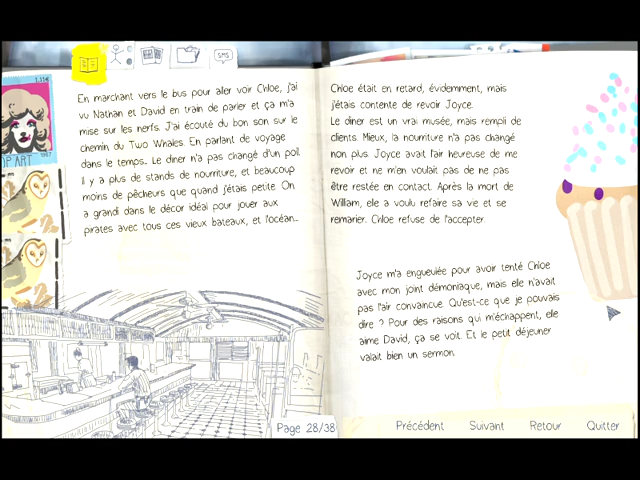 SMS
1.15€
POP ART
1967
En marchant vers le bus pour aller voir Chloe, j'ai
vu Nathan et David en train de parler et ça m'a
mise sur les nerfs. J'ai écouté du bon son sur le
chemin du Two Whales. En parlant de voyage
dans le temps... Le diner n'a pas changé d'un poil.
Il y a plus de stands de nourriture, et beaucoup
moins de pêcheurs que quand j'étais petite. On
a grandi dans le décor idéal pour jouer aux
pirates avec tous ces vieux bateaux, et l'océan...
Page 28/38
Chloe était en retard, évidemment, mais
j'étais contente de revoir Joyce.
Le diner est un vrai musée, mais rempli de
clients. Mieux, la nourriture n'a pas changé
non plus. Joyce avait l'air heureuse de me
revoir et ne m'en voulait pas de ne pas
être restée en contact. Après la mort de
William, elle a voulu refaire sa vie et se
remarier. Chloe refuse de l'accepter.
Joyce m'a engueulée pour avoir tenté Chloe
avec mon joint démoniaque, mais elle n'avait
pas l'air convaincue. Qu'est-ce que je pouvais
dire ? Pour des raisons qui m'échappent, elle
aime David, ça se voit. Et le petit déjeuner
valait bien un sermon.
Précédent Suivant Retour Quitter